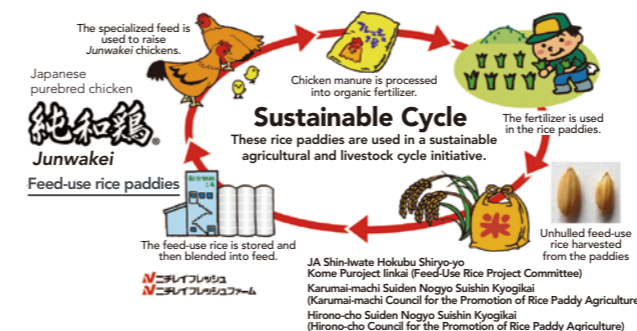 The specialized feed is
used to raise
Junwakei chickens.
Japanese
purebred chicken
純和鶏®
Junwakei
Feed-use rice paddies
Chicken manure is processed
into organic fertilizer.
Sustainable Cycle
These rice paddies are used in a sustainable
agricultural and livestock cycle initiative.
The fertilizer is used
in the rice paddies.
米
Unhulled feed-use
rice harvested
from the paddies
The feed-use rice is stored and
then blended into feed.
ニチレイフレッシュ
ニチレイフレッシュファーム
JA Shin-Iwate Hokubu Shiryo-yo
Kome Puroject Iinkai (Feed-Use Rice Project Committee)
Karumai-machi Suiden Nogyo Suishin Kyogikai
(Karumai-machi Council for the Promotion of Rice Paddy Agriculture
Hirono-cho Suiden Nogyo Suishin Kyogikai
(Hirono-cho Council for the Promotion of Rice Paddy Agriculture)